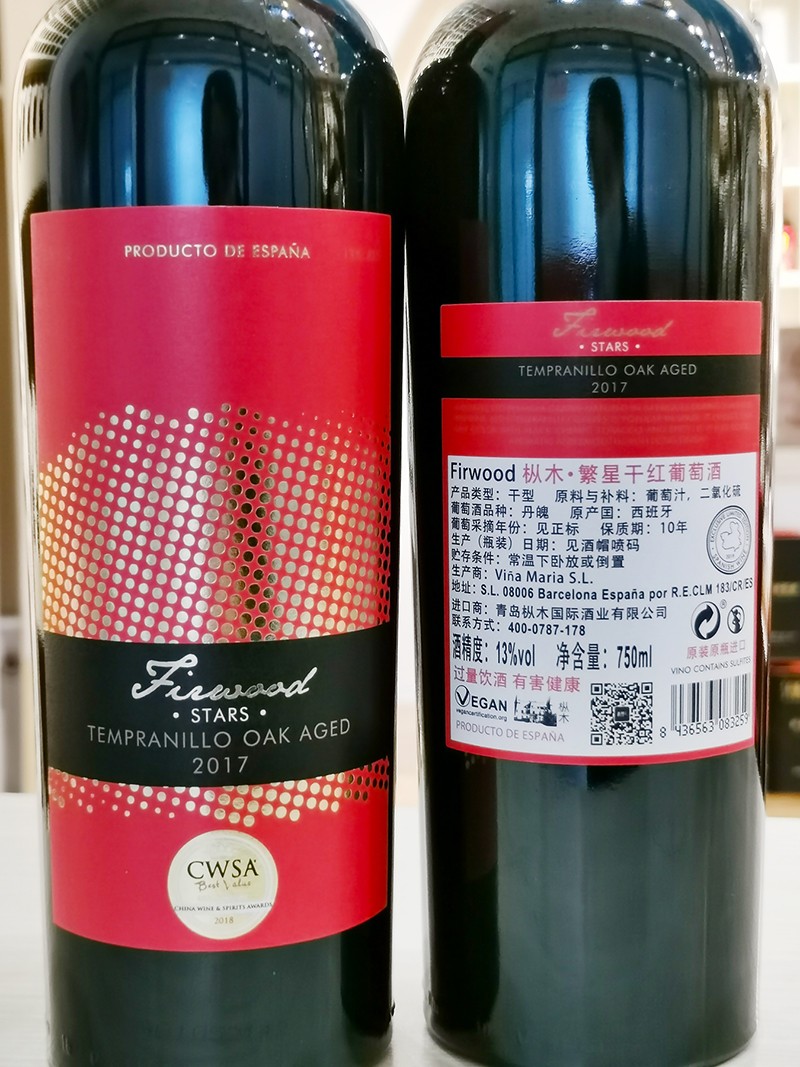 PRODUCTO DE ESPAÑA
Firwood
• STARS •
TEMPRANILLO OAK AGED
2017
CWSA
Best Value
CHINA WINE & SPIRITS AWARDS
2018
Firwood
• STARS •
TEMPRANILLO OAK AGED
2017
Firwood 枞木·繁星干红葡萄酒
产品类型：干型 原料与补料：葡萄汁，二氧化硫
葡萄酒品种：丹魄 原产国：西班牙
葡萄采摘年份：见正标 保质期：10年
生产（瓶装）日期：见酒帽喷码
贮存条件：常温下卧放或倒置
生产商：Viña Maria S.L.
地址：S.L. 08006 Barcelona España por R.E.CLM 183/CR/ES
进口商：青岛枞木国际酒业有限公司
联系方式：400-0787-178
酒精度：13%vol 净含量：750ml
过量饮酒 有害健康
原装原瓶进口
VINO CONTAINS SULFITES
VEGAN
vegancertification.org
枞木
PRODUCTO DE ESPAÑA
8 436563 083259
SPANISH WINE